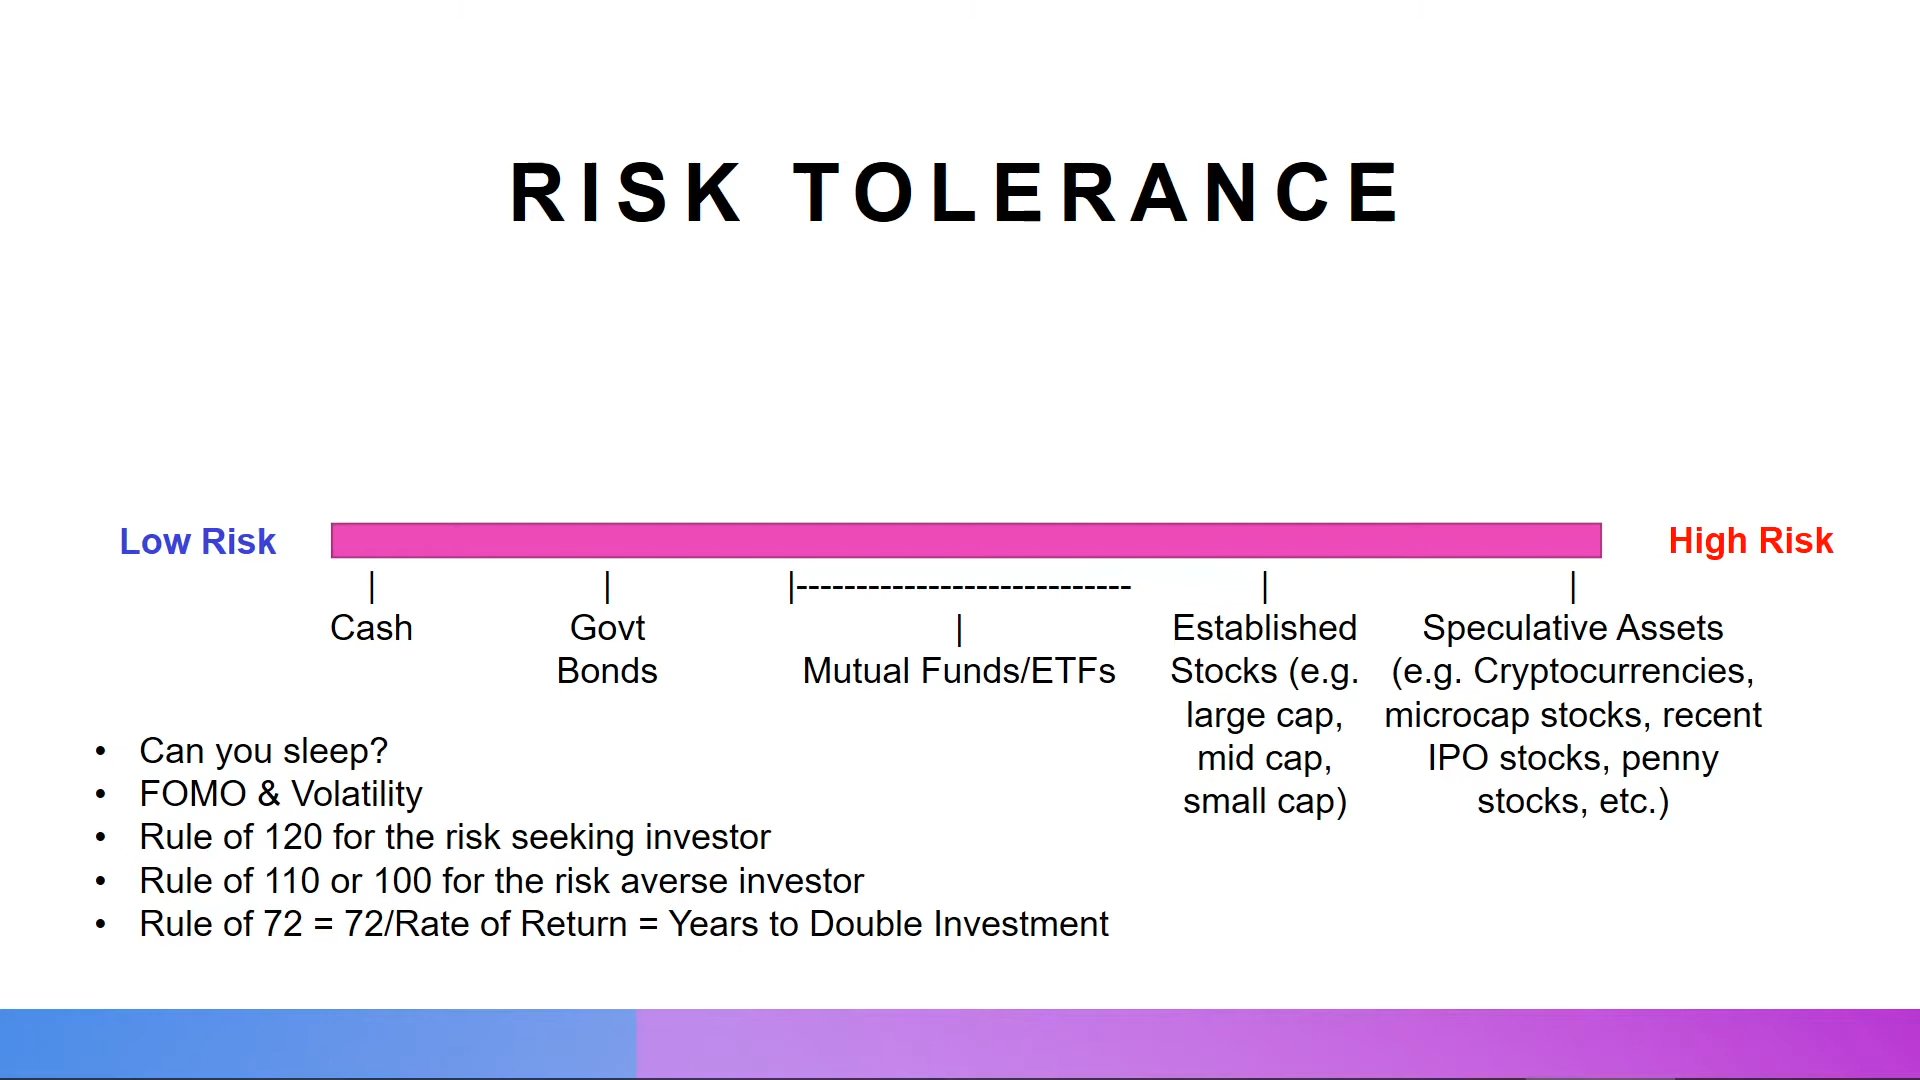 RISK TOLERANCE
Low Risk
High Risk
|
Cash
|
Govt
Bonds
|---------------------------
|
Mutual Funds/ETFs
|
Established
Stocks (e.g.
large cap,
mid cap,
small cap)
|
Speculative Assets
(e.g. Cryptocurrencies,
microcap stocks, recent
IPO stocks, penny
stocks, etc.)
• Can you sleep?
• FOMO & Volatility
• Rule of 120 for the risk seeking investor
• Rule of 110 or 100 for the risk averse investor
• Rule of 72 = 72/Rate of Return = Years to Double Investment